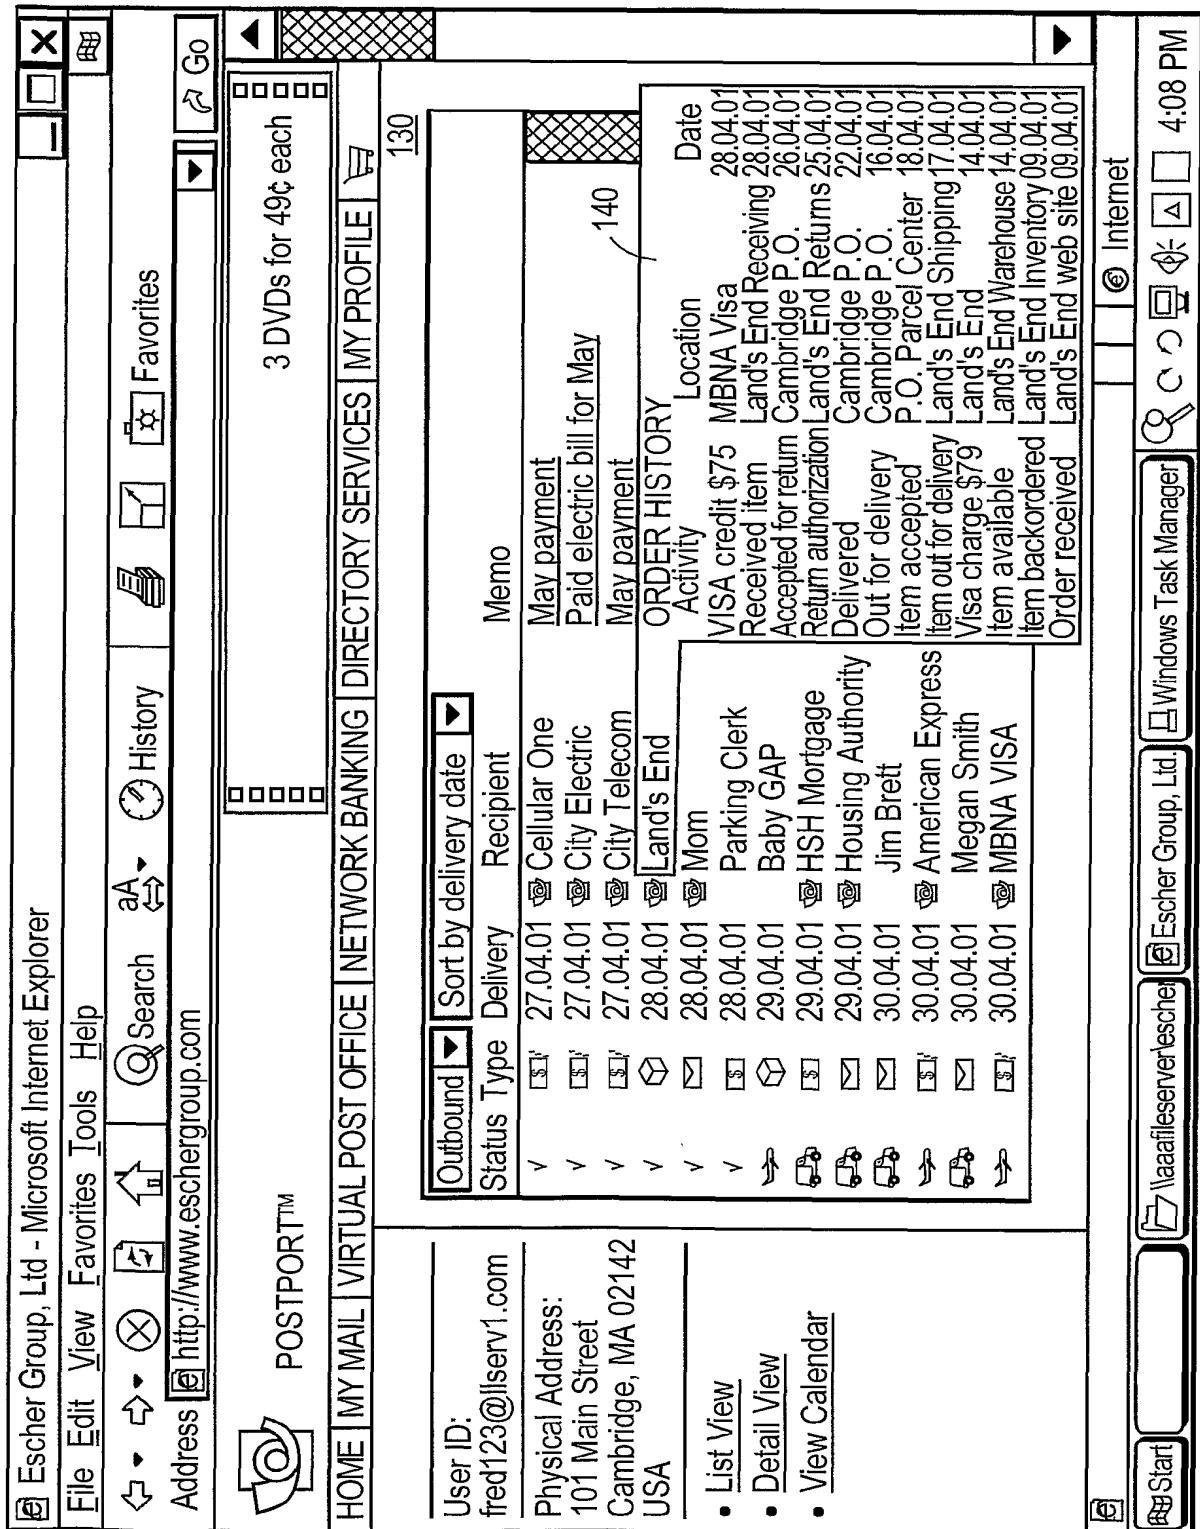 Escher Group, Ltd - Microsoft Internet Explorer
File Edit View Favorites Tools Help
Search aA History Favorites
Address http://www.eschergroup.com Go
POSTPORT™ 3 DVDs for 49¢ each
HOME MY MAIL VIRTUAL POST OFFICE NETWORK BANKING DIRECTORY SERVICES MY PROFILE
130
User ID:
fred123@llserv1.com
Physical Address:
101 Main Street
Cambridge, MA 02142
USA
• List View
• Detail View
• View Calendar
Outbound Sort by delivery date
Status Type Delivery Recipient Memo
27.04.01 Cellular One May payment
27.04.01 City Electric Paid electric bill for May
27.04.01 City Telecom May payment
28.04.01 Land's End
28.04.01 Mom
28.04.01 Parking Clerk
29.04.01 Baby GAP
29.04.01 HSH Mortgage
29.04.01 Housing Authority
30.04.01 Jim Brett
30.04.01 American Express
30.04.01 Megan Smith
30.04.01 MBNA VISA
140
ORDER HISTORY
Activity Location Date
VISA credit $75 MBNA Visa 28.04.01
Received item Land's End Receiving 28.04.01
Accepted for return Cambridge P.O. 26.04.01
Return authorization Land's End Returns 25.04.01
Delivered Cambridge P.O. 22.04.01
Out for delivery Cambridge P.O. 16.04.01
Item accepted P.O. Parcel Center 18.04.01
Item out for delivery Land's End Shipping 17.04.01
Visa charge $79 Land's End 14.04.01
Item available Land's End Warehouse 14.04.01
Item backordered Land's End Inventory 09.04.01
Order received Land's End web site 09.04.01
Internet
Start \\aaafileserver\escher Escher Group, Ltd. Windows Task Manager 4:08 PM